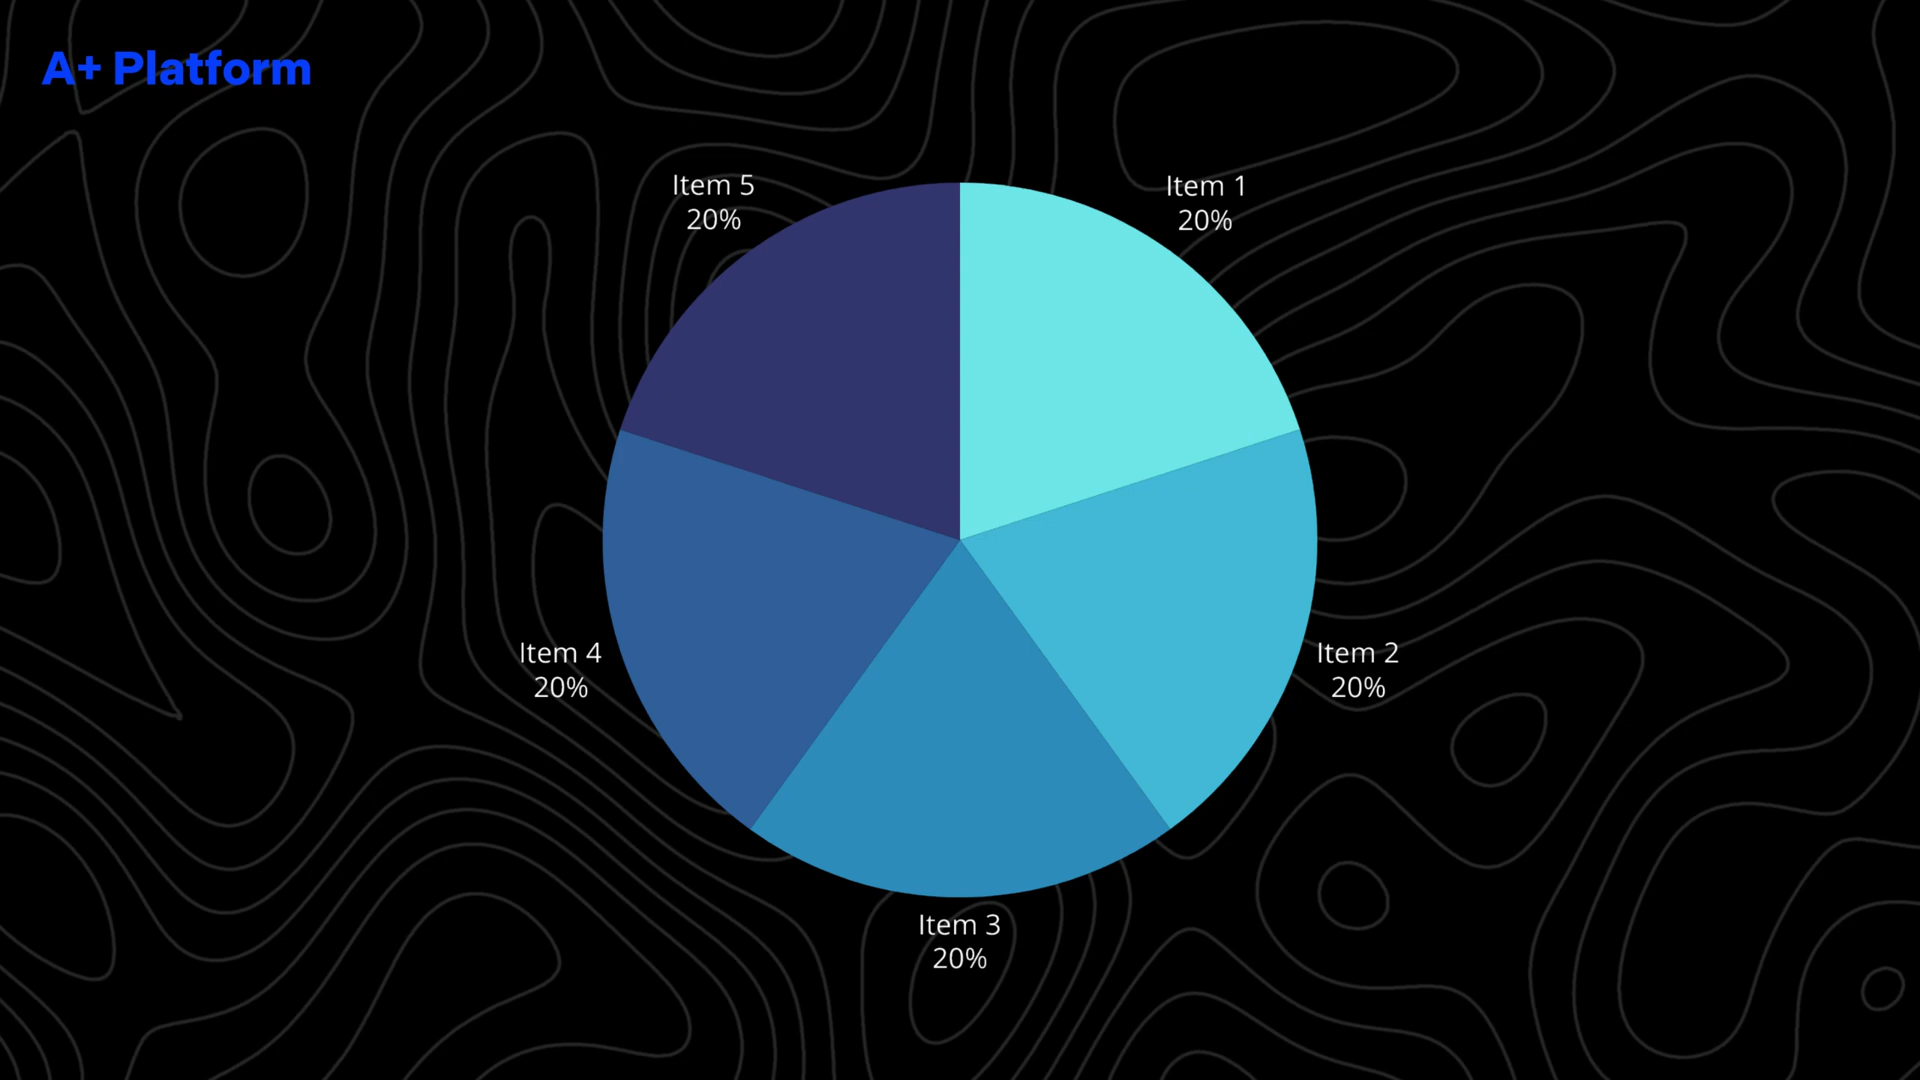 A+ Platform
Item 5
20%
Item 1
20%
Item 4
20%
Item 2
20%
Item 3
20%